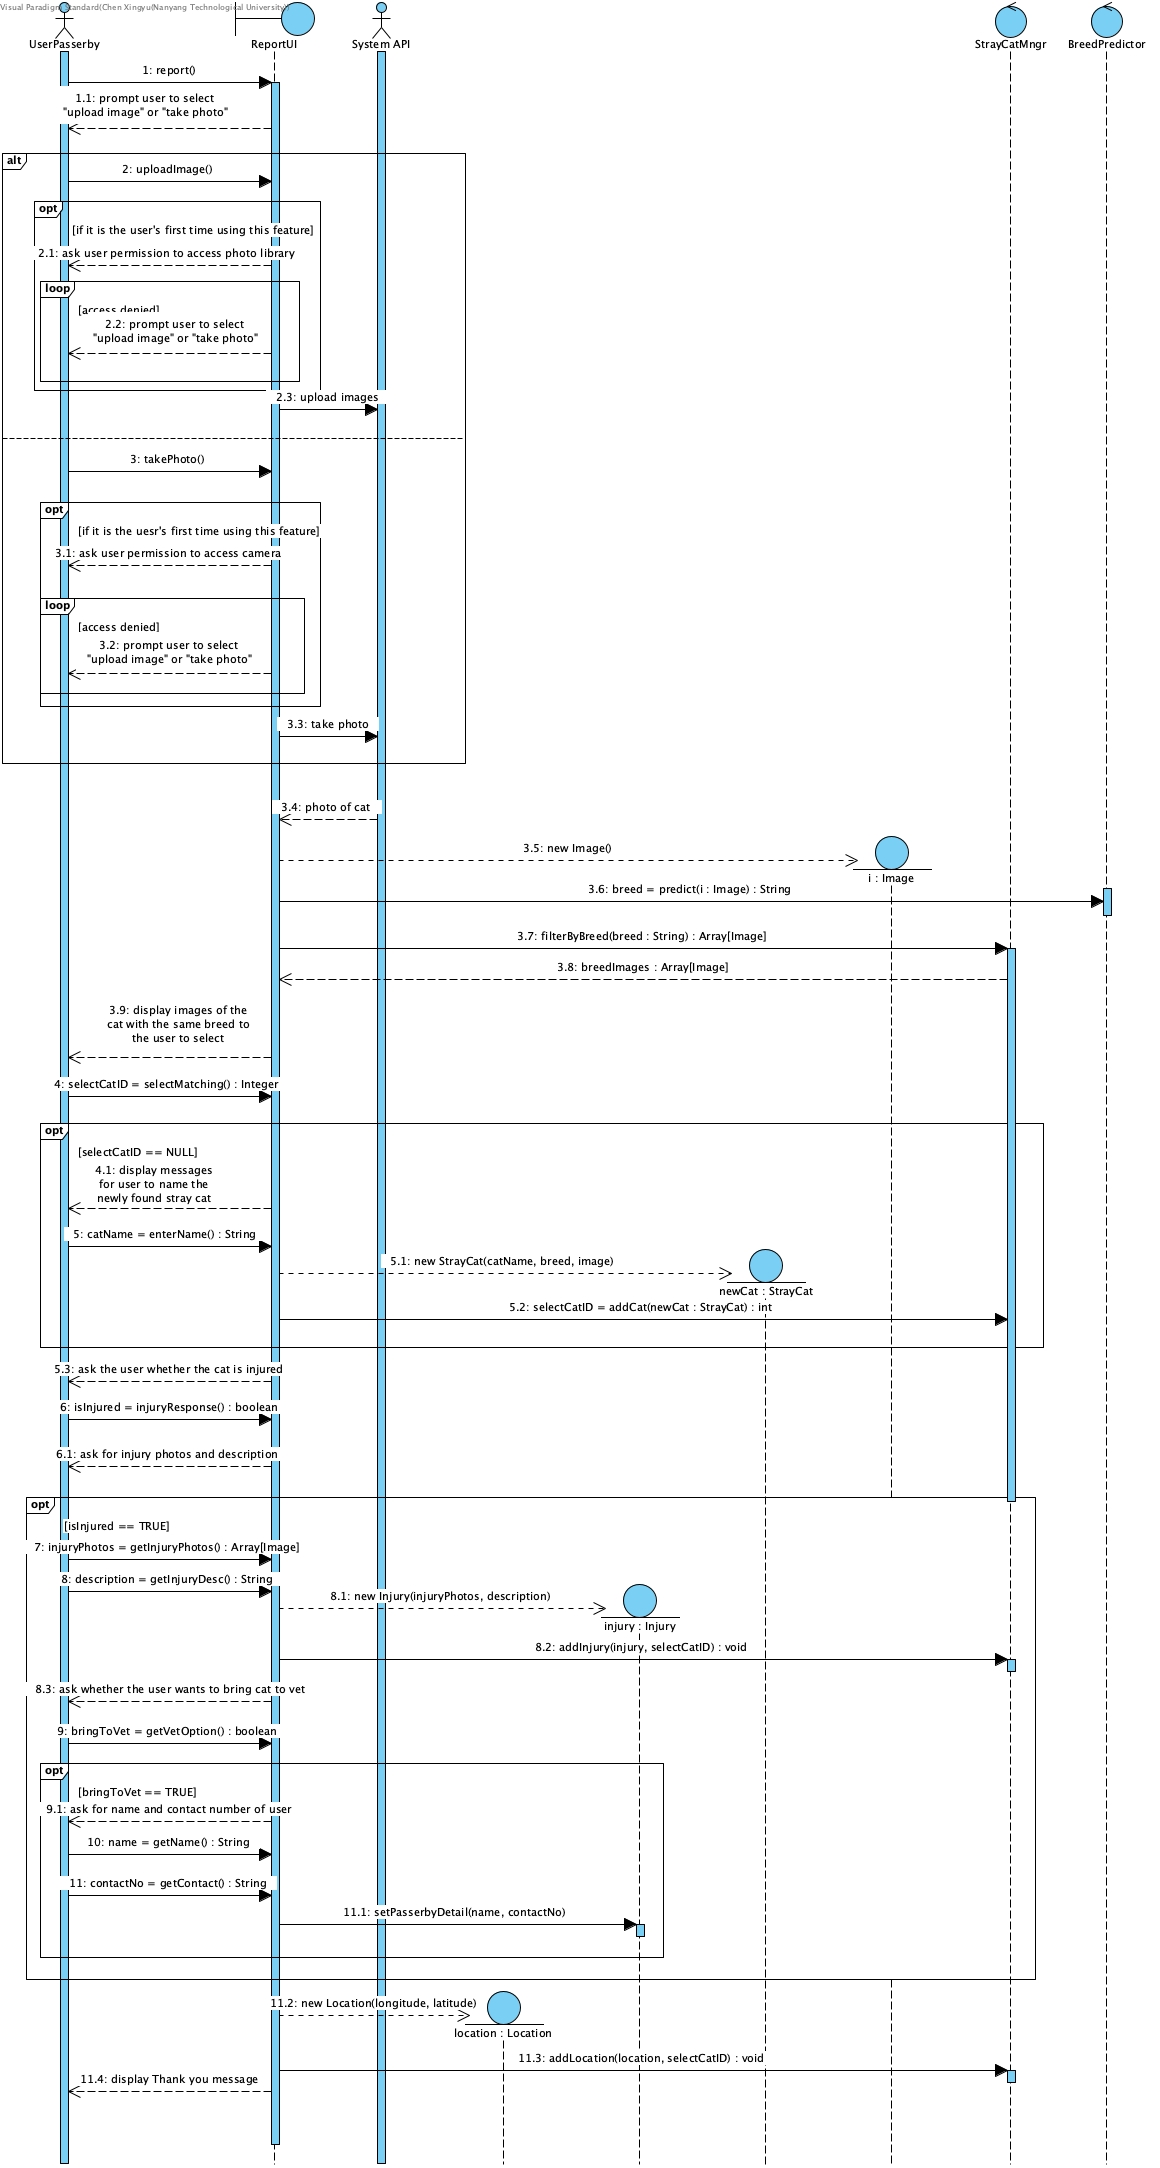 Visual Paradigm Standard(Chen Xingyu(Nanyang Technological University))
UserPasserby
ReportUI
System API
StrayCatMngr
BreedPredictor
1: report()
1.1: prompt user to select
"upload image" or "take photo"
alt
2: uploadImage()
opt
[if it is the user's first time using this feature]
2.1: ask user permission to access photo library
loop
[access denied]
2.2: prompt user to select
"upload image" or "take photo"
2.3: upload images
3: takePhoto()
opt
[if it is the uesr's first time using this feature]
3.1: ask user permission to access camera
loop
[access denied]
3.2: prompt user to select
"upload image" or "take photo"
3.3: take photo
3.4: photo of cat
3.5: new Image()
i : Image
3.6: breed = predict(i : Image) : String
3.7: filterByBreed(breed : String) : Array[Image]
3.8: breedImages : Array[Image]
3.9: display images of the
cat with the same breed to
the user to select
4: selectCatID = selectMatching() : Integer
opt
[selectCatID == NULL]
4.1: display messages
for user to name the
newly found stray cat
5: catName = enterName() : String
5.1: new StrayCat(catName, breed, image)
newCat : StrayCat
5.2: selectCatID = addCat(newCat : StrayCat) : int
5.3: ask the user whether the cat is injured
6: isInjured = injuryResponse() : boolean
6.1: ask for injury photos and description
opt
[isInjured == TRUE]
7: injuryPhotos = getInjuryPhotos() : Array[Image]
8: description = getInjuryDesc() : String
8.1: new Injury(injuryPhotos, description)
injury : Injury
8.2: addInjury(injury, selectCatID) : void
8.3: ask whether the user wants to bring cat to vet
9: bringToVet = getVetOption() : boolean
opt
[bringToVet == TRUE]
9.1: ask for name and contact number of user
10: name = getName() : String
11: contactNo = getContact() : String
11.1: setPasserbyDetail(name, contactNo)
11.2: new Location(longitude, latitude)
location : Location
11.3: addLocation(location, selectCatID) : void
11.4: display Thank you message